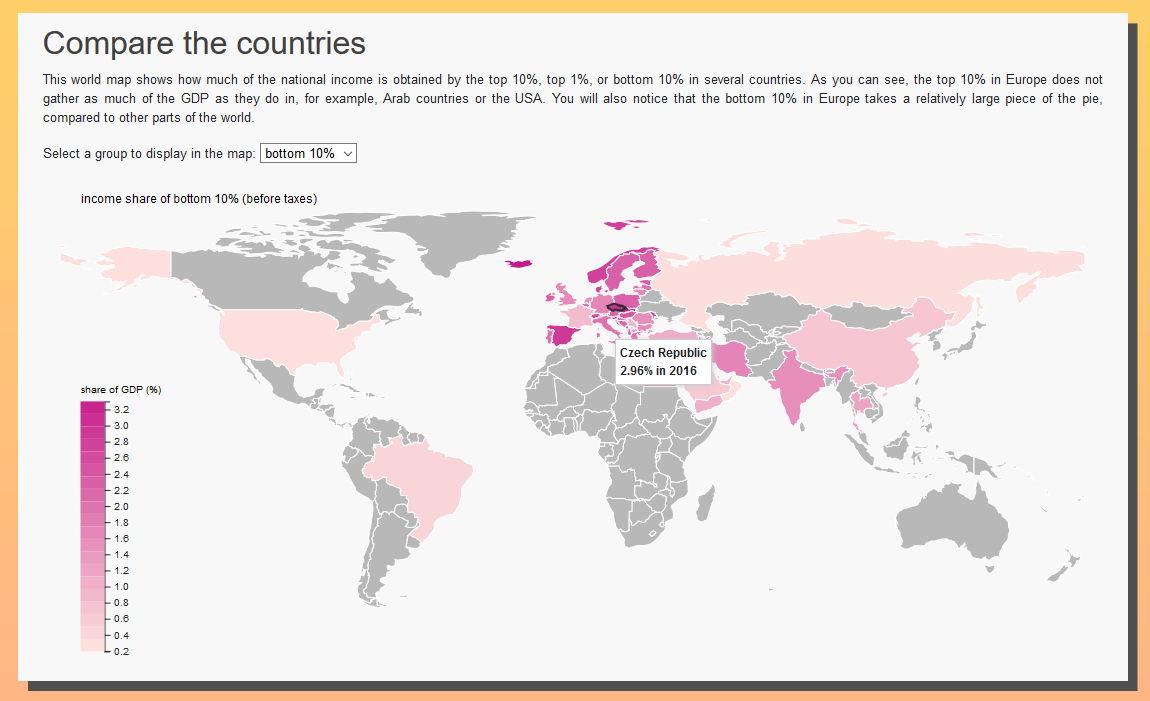 Compare the countries
This world map shows how much of the national income is obtained by the top 10%, top 1%, or bottom 10% in several countries. As you can see, the top 10% in Europe does not
gather as much of the GDP as they do in, for example, Arab countries or the USA. You will also notice that the bottom 10% in Europe takes a relatively large piece of the pie,
compared to other parts of the world.
Select a group to display in the map: bottom 10%
income share of bottom 10% (before taxes)
Czech Republic
2.96% in 2016
share of GDP (%)
3.2
3.0
2.8
2.6
2.4
2.2
2.0
1.8
1.6
1.4
1.2
1.0
0.8
0.6
0.4
0.2